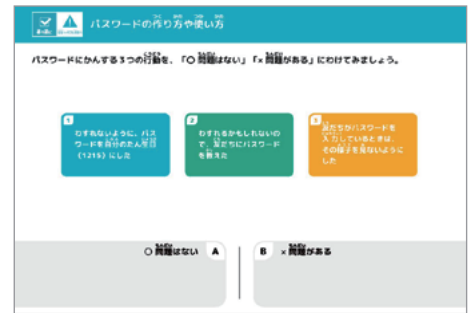 パスワードの作り方や使い方
パスワードにかんする3つの行動を、「○ 問題はない」「× 問題がある」にわけてみましょう。
1
わすれないように、パス
ワードを自分のたん生日
(1215)にした
2
わすれるかもしれないの
で、友だちにパスワード
を教えた
3
友だちがパスワードを
入力しているときは、
その様子を見ないように
した
○ 問題はない A
B × 問題がある